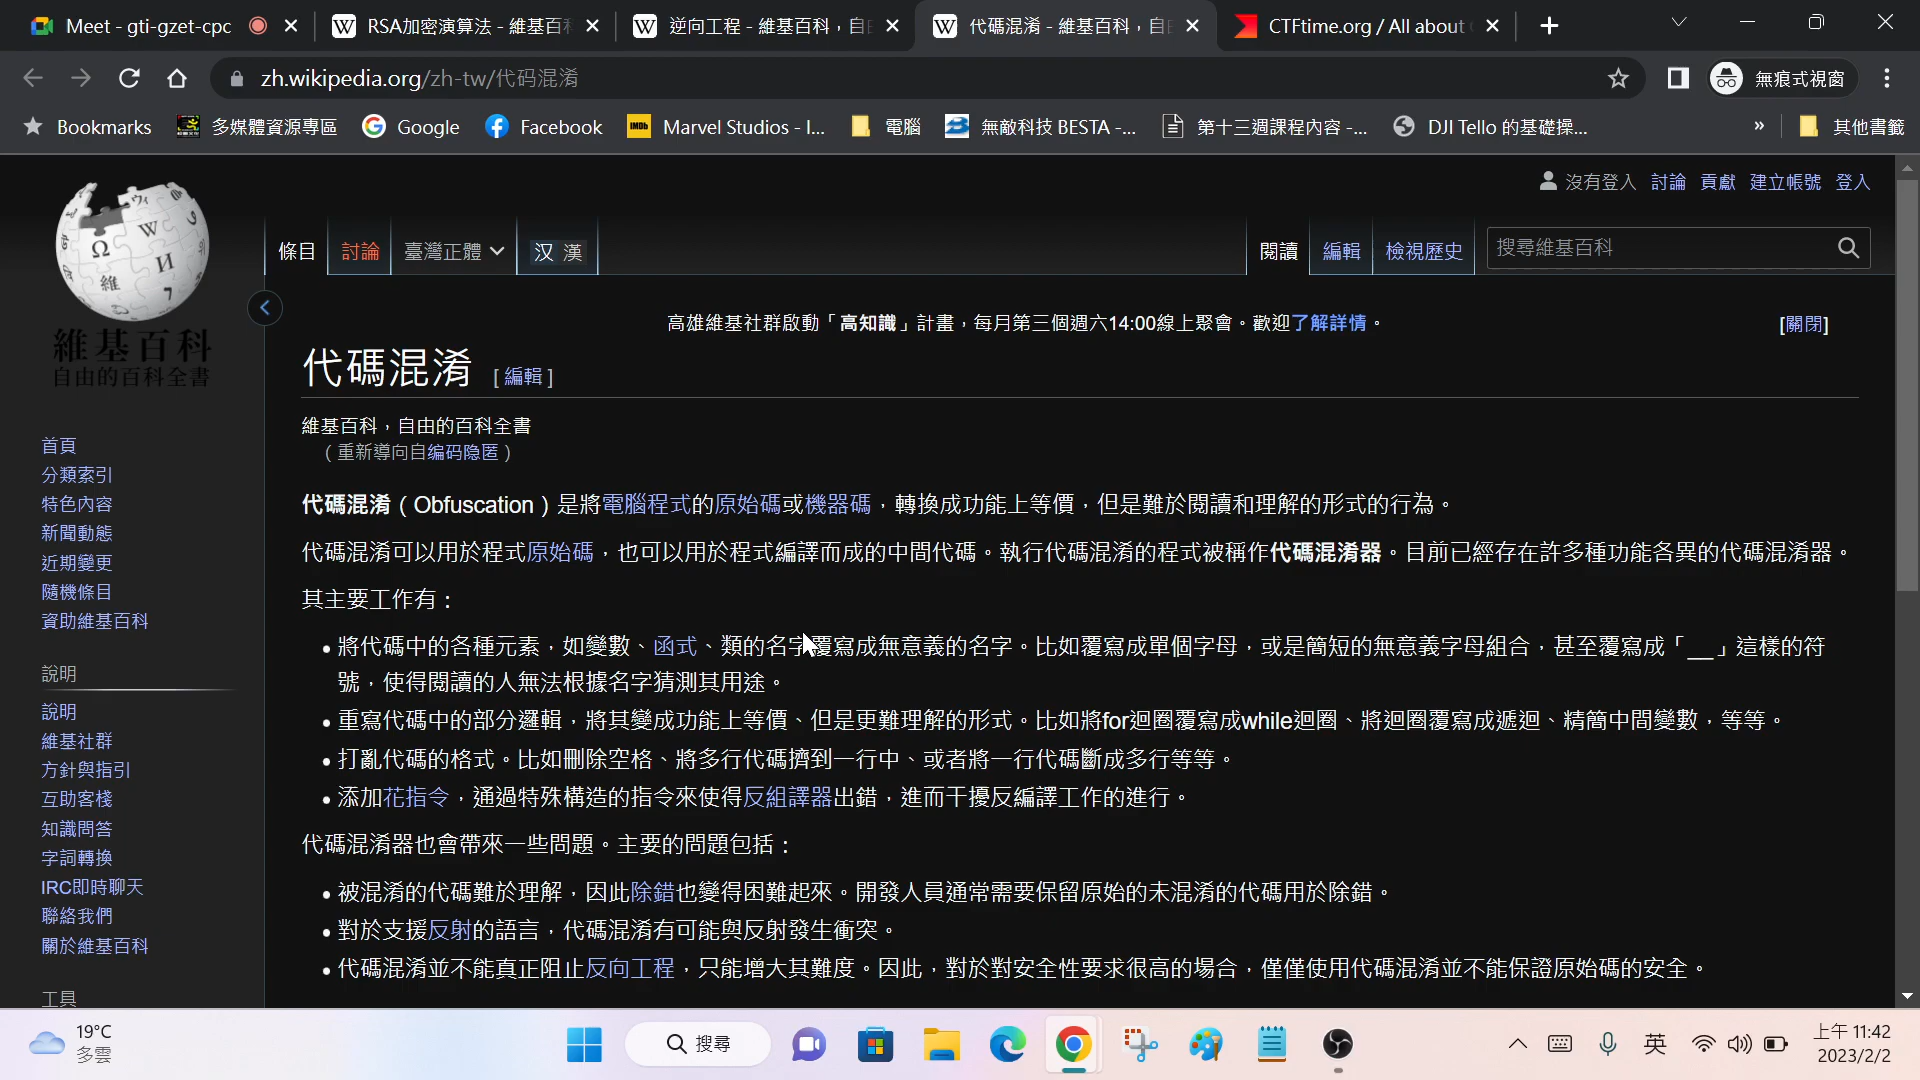 Meet - gti-gzet-cpc
RSA加密演算法 - 維基百科
逆向工程 - 維基百科，自
代碼混淆 - 維基百科，自
CTFtime.org / All about
zh.wikipedia.org/zh-tw/代码混淆
無痕式視窗
Bookmarks
多媒體資源專區
Google
Facebook
Marvel Studios - I...
電腦
無敵科技 BESTA -...
第十三週課程內容 -...
DJI Tello 的基礎操...
»
其他書籤
沒有登入 討論 貢獻 建立帳號 登入
條目 討論 臺灣正體 汉 漢 閱讀 編輯 檢視歷史 搜尋維基百科
維基百科
自由的百科全書
高雄維基社群啟動「高知識」計畫，每月第三個週六14:00線上聚會。歡迎了解詳情。
[關閉]
代碼混淆 [編輯]
維基百科，自由的百科全書
（重新導向自编码隐匿）
代碼混淆（Obfuscation）是將電腦程式的原始碼或機器碼，轉換成功能上等價，但是難於閱讀和理解的形式的行為。
代碼混淆可以用於程式原始碼，也可以用於程式編譯而成的中間代碼。執行代碼混淆的程式被稱作代碼混淆器。目前已經存在許多種功能各異的代碼混淆器。
其主要工作有：
• 將代碼中的各種元素，如變數、函式、類的名字覆寫成無意義的名字。比如覆寫成單個字母，或是簡短的無意義字母組合，甚至覆寫成「__」這樣的符
號，使得閱讀的人無法根據名字猜測其用途。
• 重寫代碼中的部分邏輯，將其變成功能上等價、但是更難理解的形式。比如將for迴圈覆寫成while迴圈、將迴圈覆寫成遞迴、精簡中間變數，等等。
• 打亂代碼的格式。比如刪除空格、將多行代碼擠到一行中、或者將一行代碼斷成多行等等。
• 添加花指令，通過特殊構造的指令來使得反組譯器出錯，進而干擾反編譯工作的進行。
代碼混淆器也會帶來一些問題。主要的問題包括：
• 被混淆的代碼難於理解，因此除錯也變得困難起來。開發人員通常需要保留原始的未混淆的代碼用於除錯。
• 對於支援反射的語言，代碼混淆有可能與反射發生衝突。
• 代碼混淆並不能真正阻止反向工程，只能增大其難度。因此，對於對安全性要求很高的場合，僅僅使用代碼混淆並不能保證原始碼的安全。
首頁
分類索引
特色內容
新聞動態
近期變更
隨機條目
資助維基百科
說明
說明
維基社群
方針與指引
互助客棧
知識問答
字詞轉換
IRC即時聊天
聯絡我們
關於維基百科
工具
19°C
多雲
搜尋
英
上午 11:42
2023/2/2